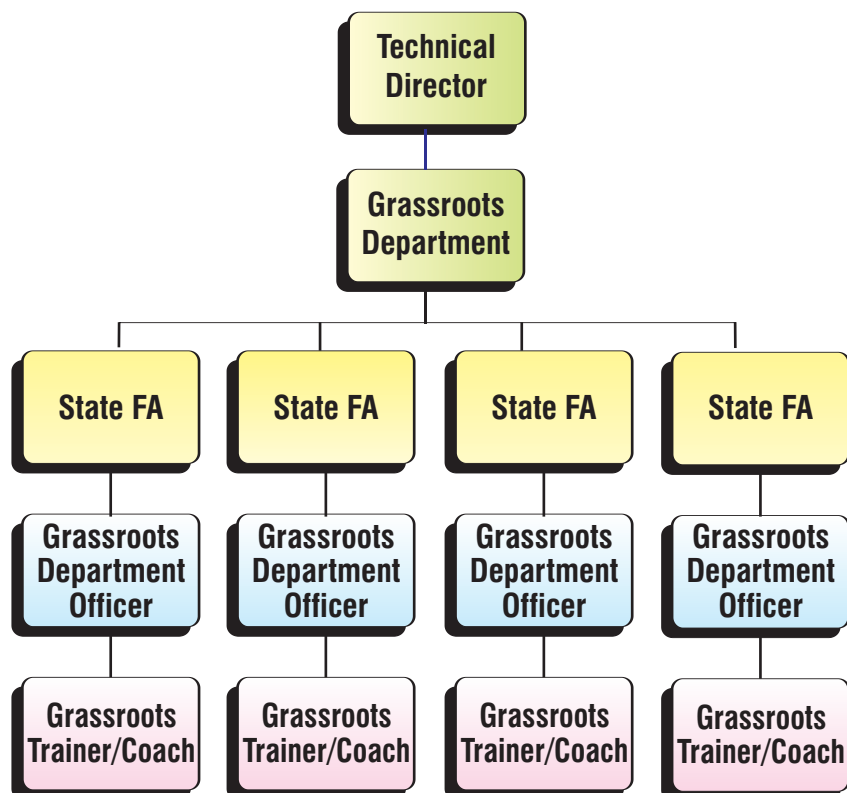 Technical
Director
Grassroots
Department
State FA
State FA
State FA
State FA
Grassroots
Department
Officer
Grassroots
Department
Officer
Grassroots
Department
Officer
Grassroots
Department
Officer
Grassroots
Trainer/Coach
Grassroots
Trainer/Coach
Grassroots
Trainer/Coach
Grassroots
Trainer/Coach